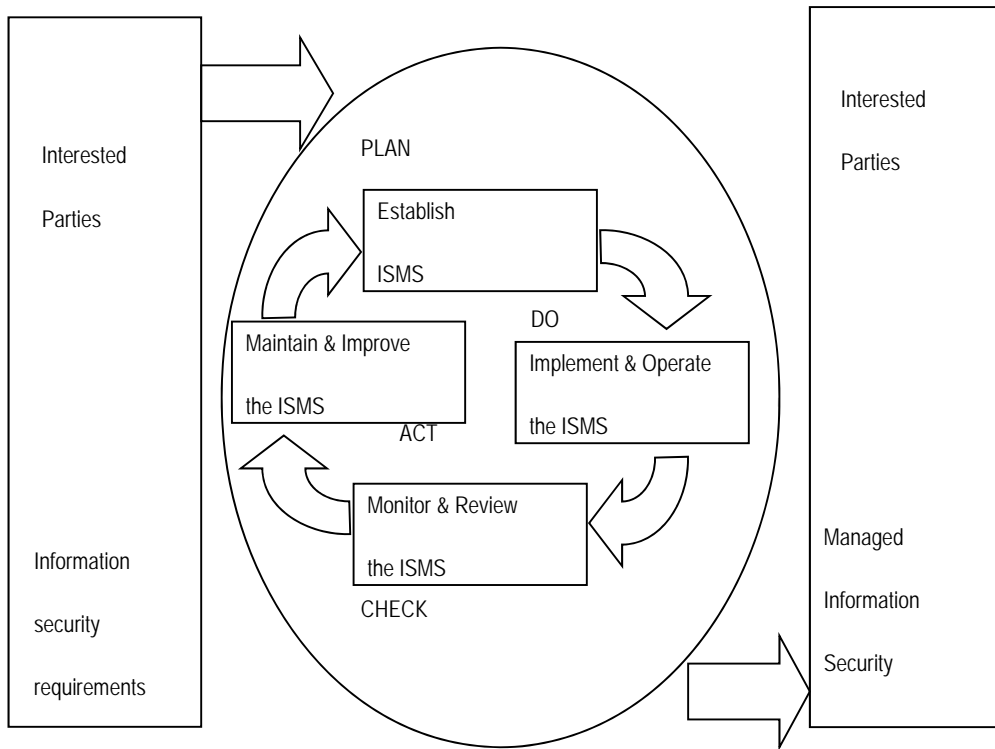 Interested
Parties
Information
security
requirements
PLAN
Establish
ISMS
DO
Implement & Operate
the ISMS
Maintain & Improve
the ISMS
ACT
Monitor & Review
the ISMS
CHECK
Interested
Parties
Managed
Information
Security